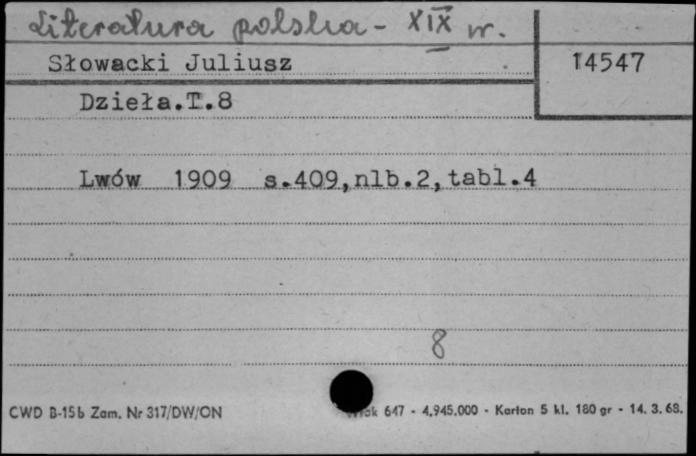 Literatura polska - XIX w.
Słowacki Juliusz
14547
Dzieła.T.8
Lwów 1909 s.409,nlb.2,tabl.4
8
CWD B-15b Zam. Nr 317/DW/ON
647 - 4.945.000 - Karton 5 kl. 180 gr - 14. 3. 68.